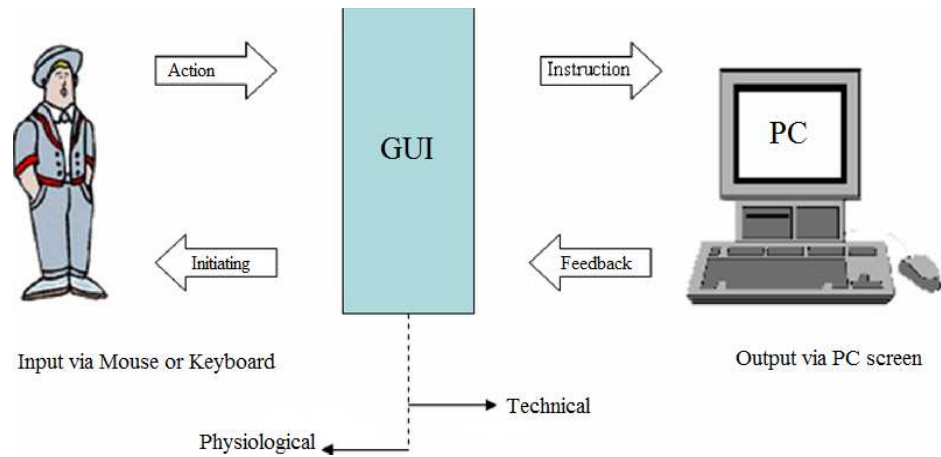 Action
Instruction
GUI
PC
Initiating
Feedback
Input via Mouse or Keyboard
Output via PC screen
Technical
Physiological